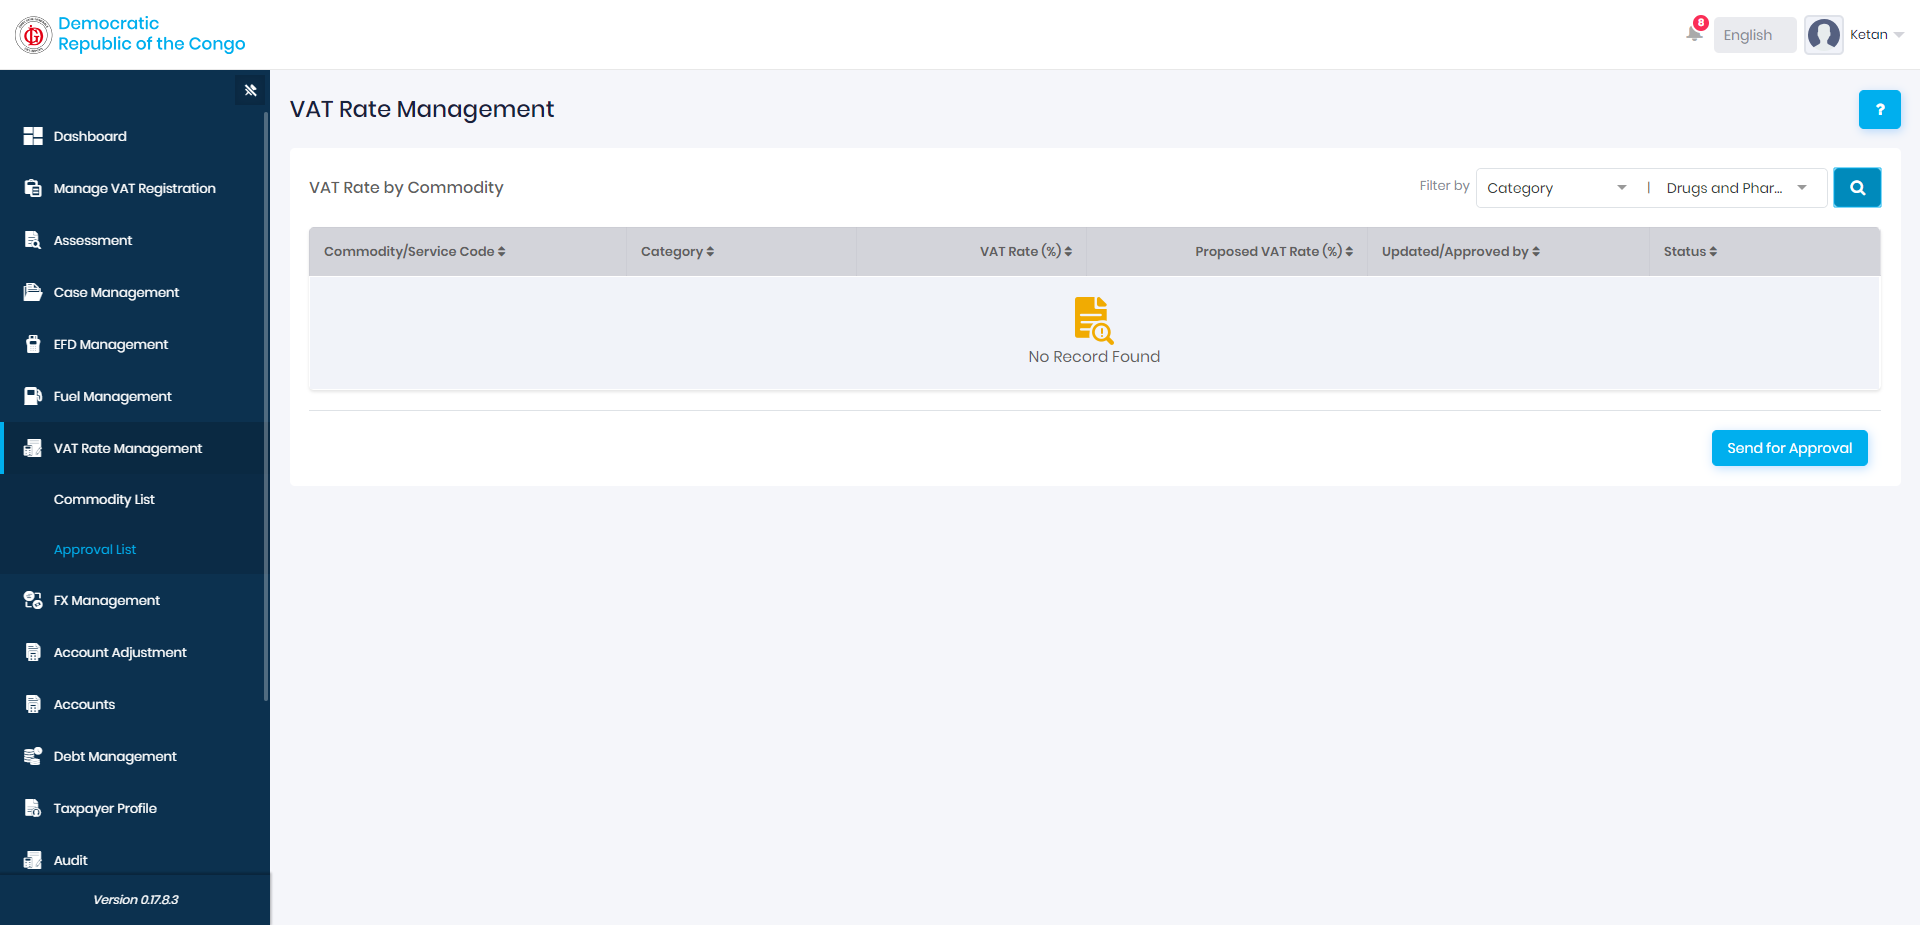 Democratic
Republic of the Congo
8
English
Ketan
Dashboard
Manage VAT Registration
Assessment
Case Management
EFD Management
Fuel Management
VAT Rate Management
Commodity List
Approval List
FX Management
Account Adjustment
Accounts
Debt Management
Taxpayer Profile
Audit
Version 0.17.8.3
VAT Rate Management
?
VAT Rate by Commodity
Filter by
Category
|
Drugs and Phar...
Commodity/Service Code
Category
VAT Rate (%)
Proposed VAT Rate (%)
Updated/Approved by
Status
No Record Found
Send for Approval